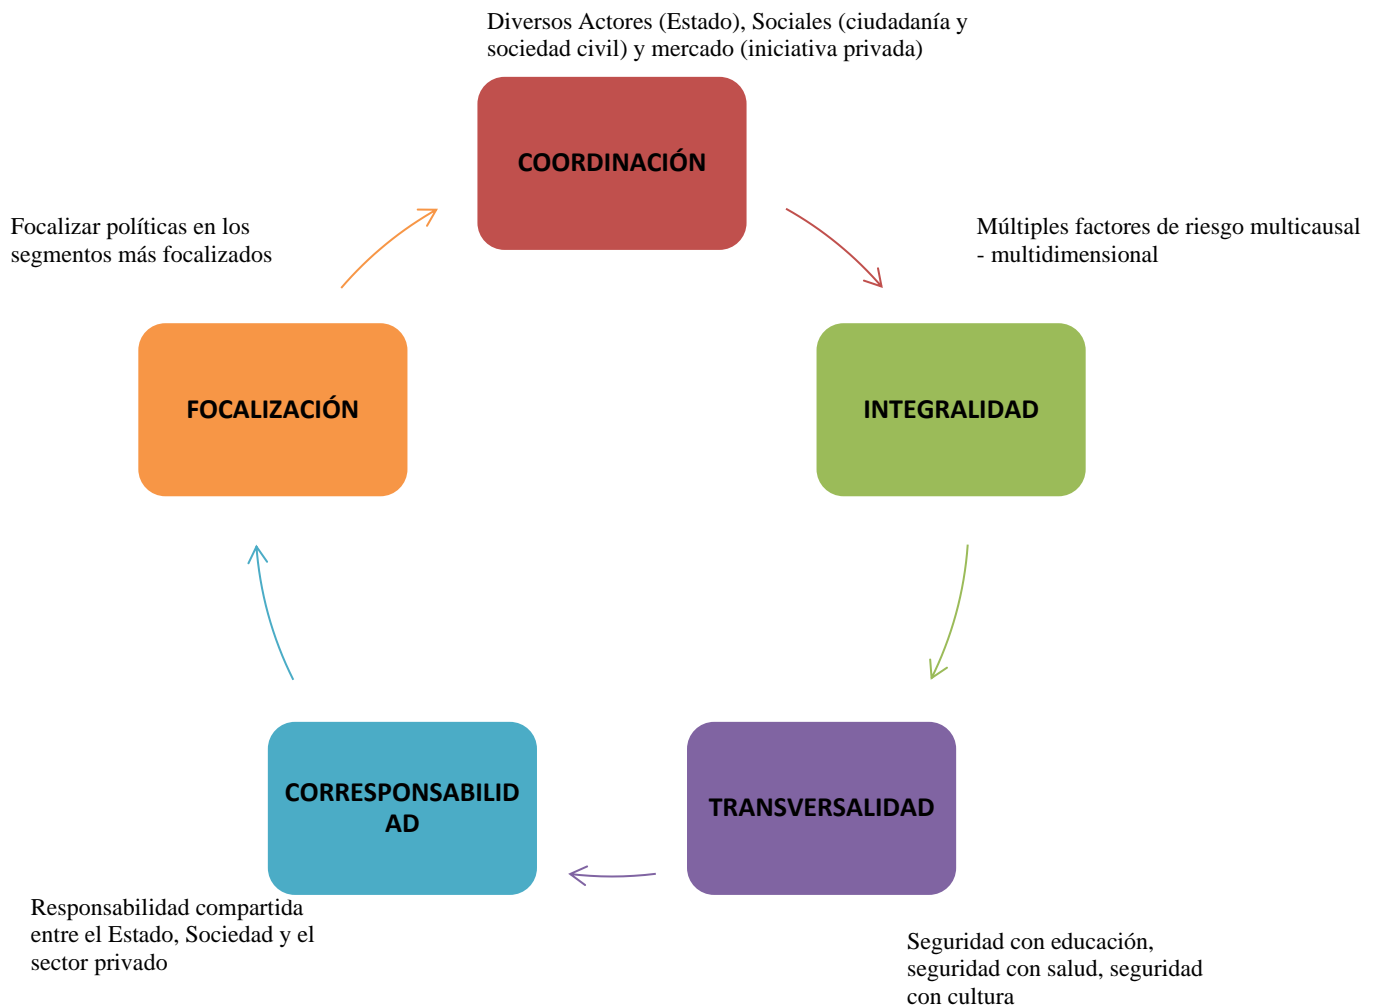 Diversos Actores (Estado), Sociales (ciudadanía y
sociedad civil) y mercado (iniciativa privada)
COORDINACIÓN
Múltiples factores de riesgo multicausal
- multidimensional
INTEGRALIDAD
TRANSVERSALIDAD
Seguridad con educación,
seguridad con salud, seguridad
con cultura
CORRESPONSABILID
AD
Responsabilidad compartida
entre el Estado, Sociedad y el
sector privado
Focalizar políticas en los
segmentos más focalizados
FOCALIZACIÓN